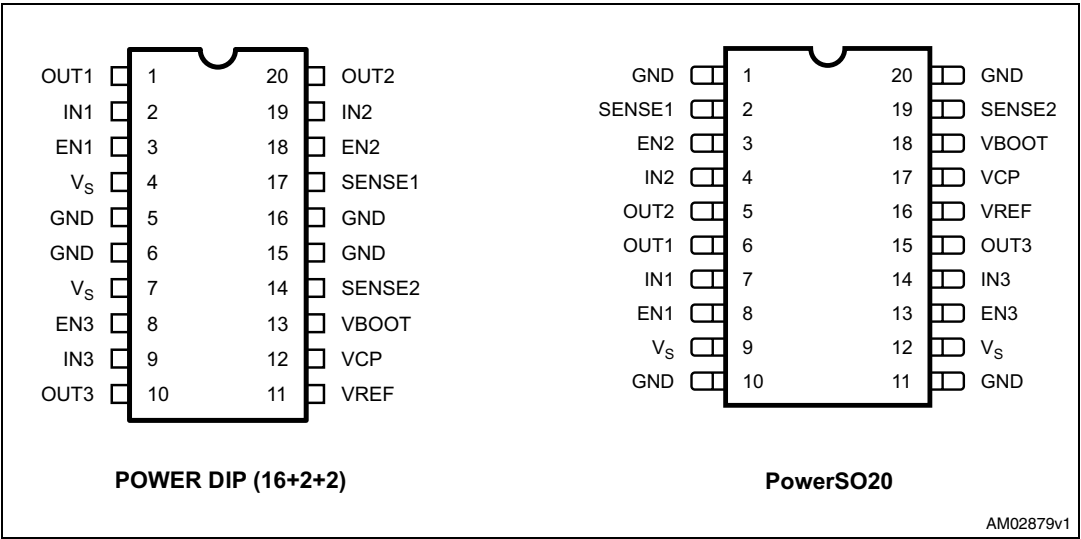 OUT1 1 20 OUT2
IN1 2 19 IN2
EN1 3 18 EN2
VS 4 17 SENSE1
GND 5 16 GND
GND 6 15 GND
VS 7 14 SENSE2
EN3 8 13 VBOOT
IN3 9 12 VCP
OUT3 10 11 VREF
POWER DIP (16+2+2)
GND 1 20 GND
SENSE1 2 19 SENSE2
EN2 3 18 VBOOT
IN2 4 17 VCP
OUT2 5 16 VREF
OUT1 6 15 OUT3
IN1 7 14 IN3
EN1 8 13 EN3
VS 9 12 VS
GND 10 11 GND
PowerSO20
AM02879v1